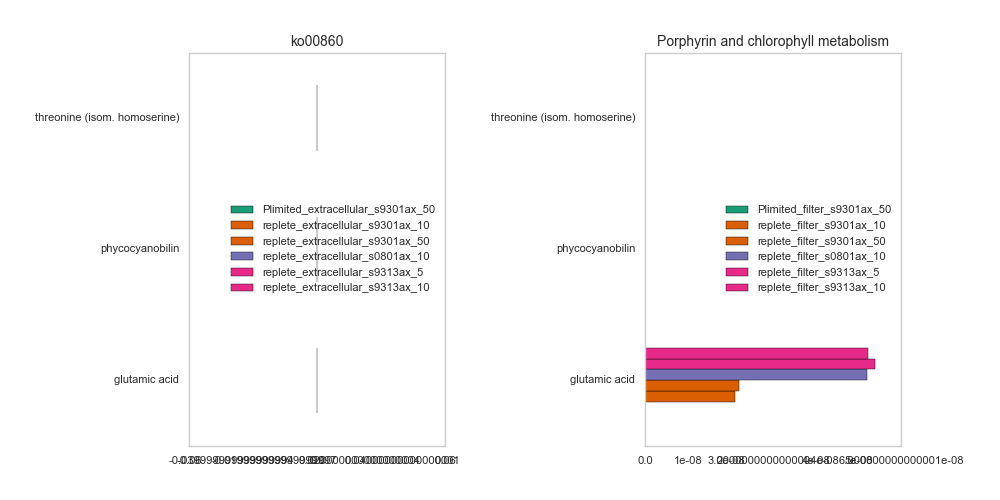 ko00860
threonine (isom. homoserine)
phycocyanobilin
glutamic acid
Plimited_extracellular_s9301ax_50
replete_extracellular_s9301ax_10
replete_extracellular_s9301ax_50
replete_extracellular_s0801ax_10
replete_extracellular_s9313ax_5
replete_extracellular_s9313ax_10
Porphyrin and chlorophyll metabolism
threonine (isom. homoserine)
phycocyanobilin
glutamic acid
Plimited_filter_s9301ax_50
replete_filter_s9301ax_10
replete_filter_s9301ax_50
replete_filter_s0801ax_10
replete_filter_s9313ax_5
replete_filter_s9313ax_10
0.0 1e-08